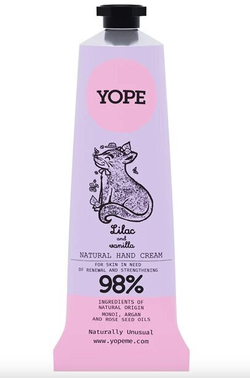 YOPE
Lilac
and
vanilla
NATURAL HAND CREAM
FOR SKIN IN NEED
OF RENEWAL AND STRENGTHENING
98%
INGREDIENTS OF
NATURAL ORIGIN
MONOI, ARGAN
AND ROSE SEED OILS
Naturally Unusual
www.yopeme.com